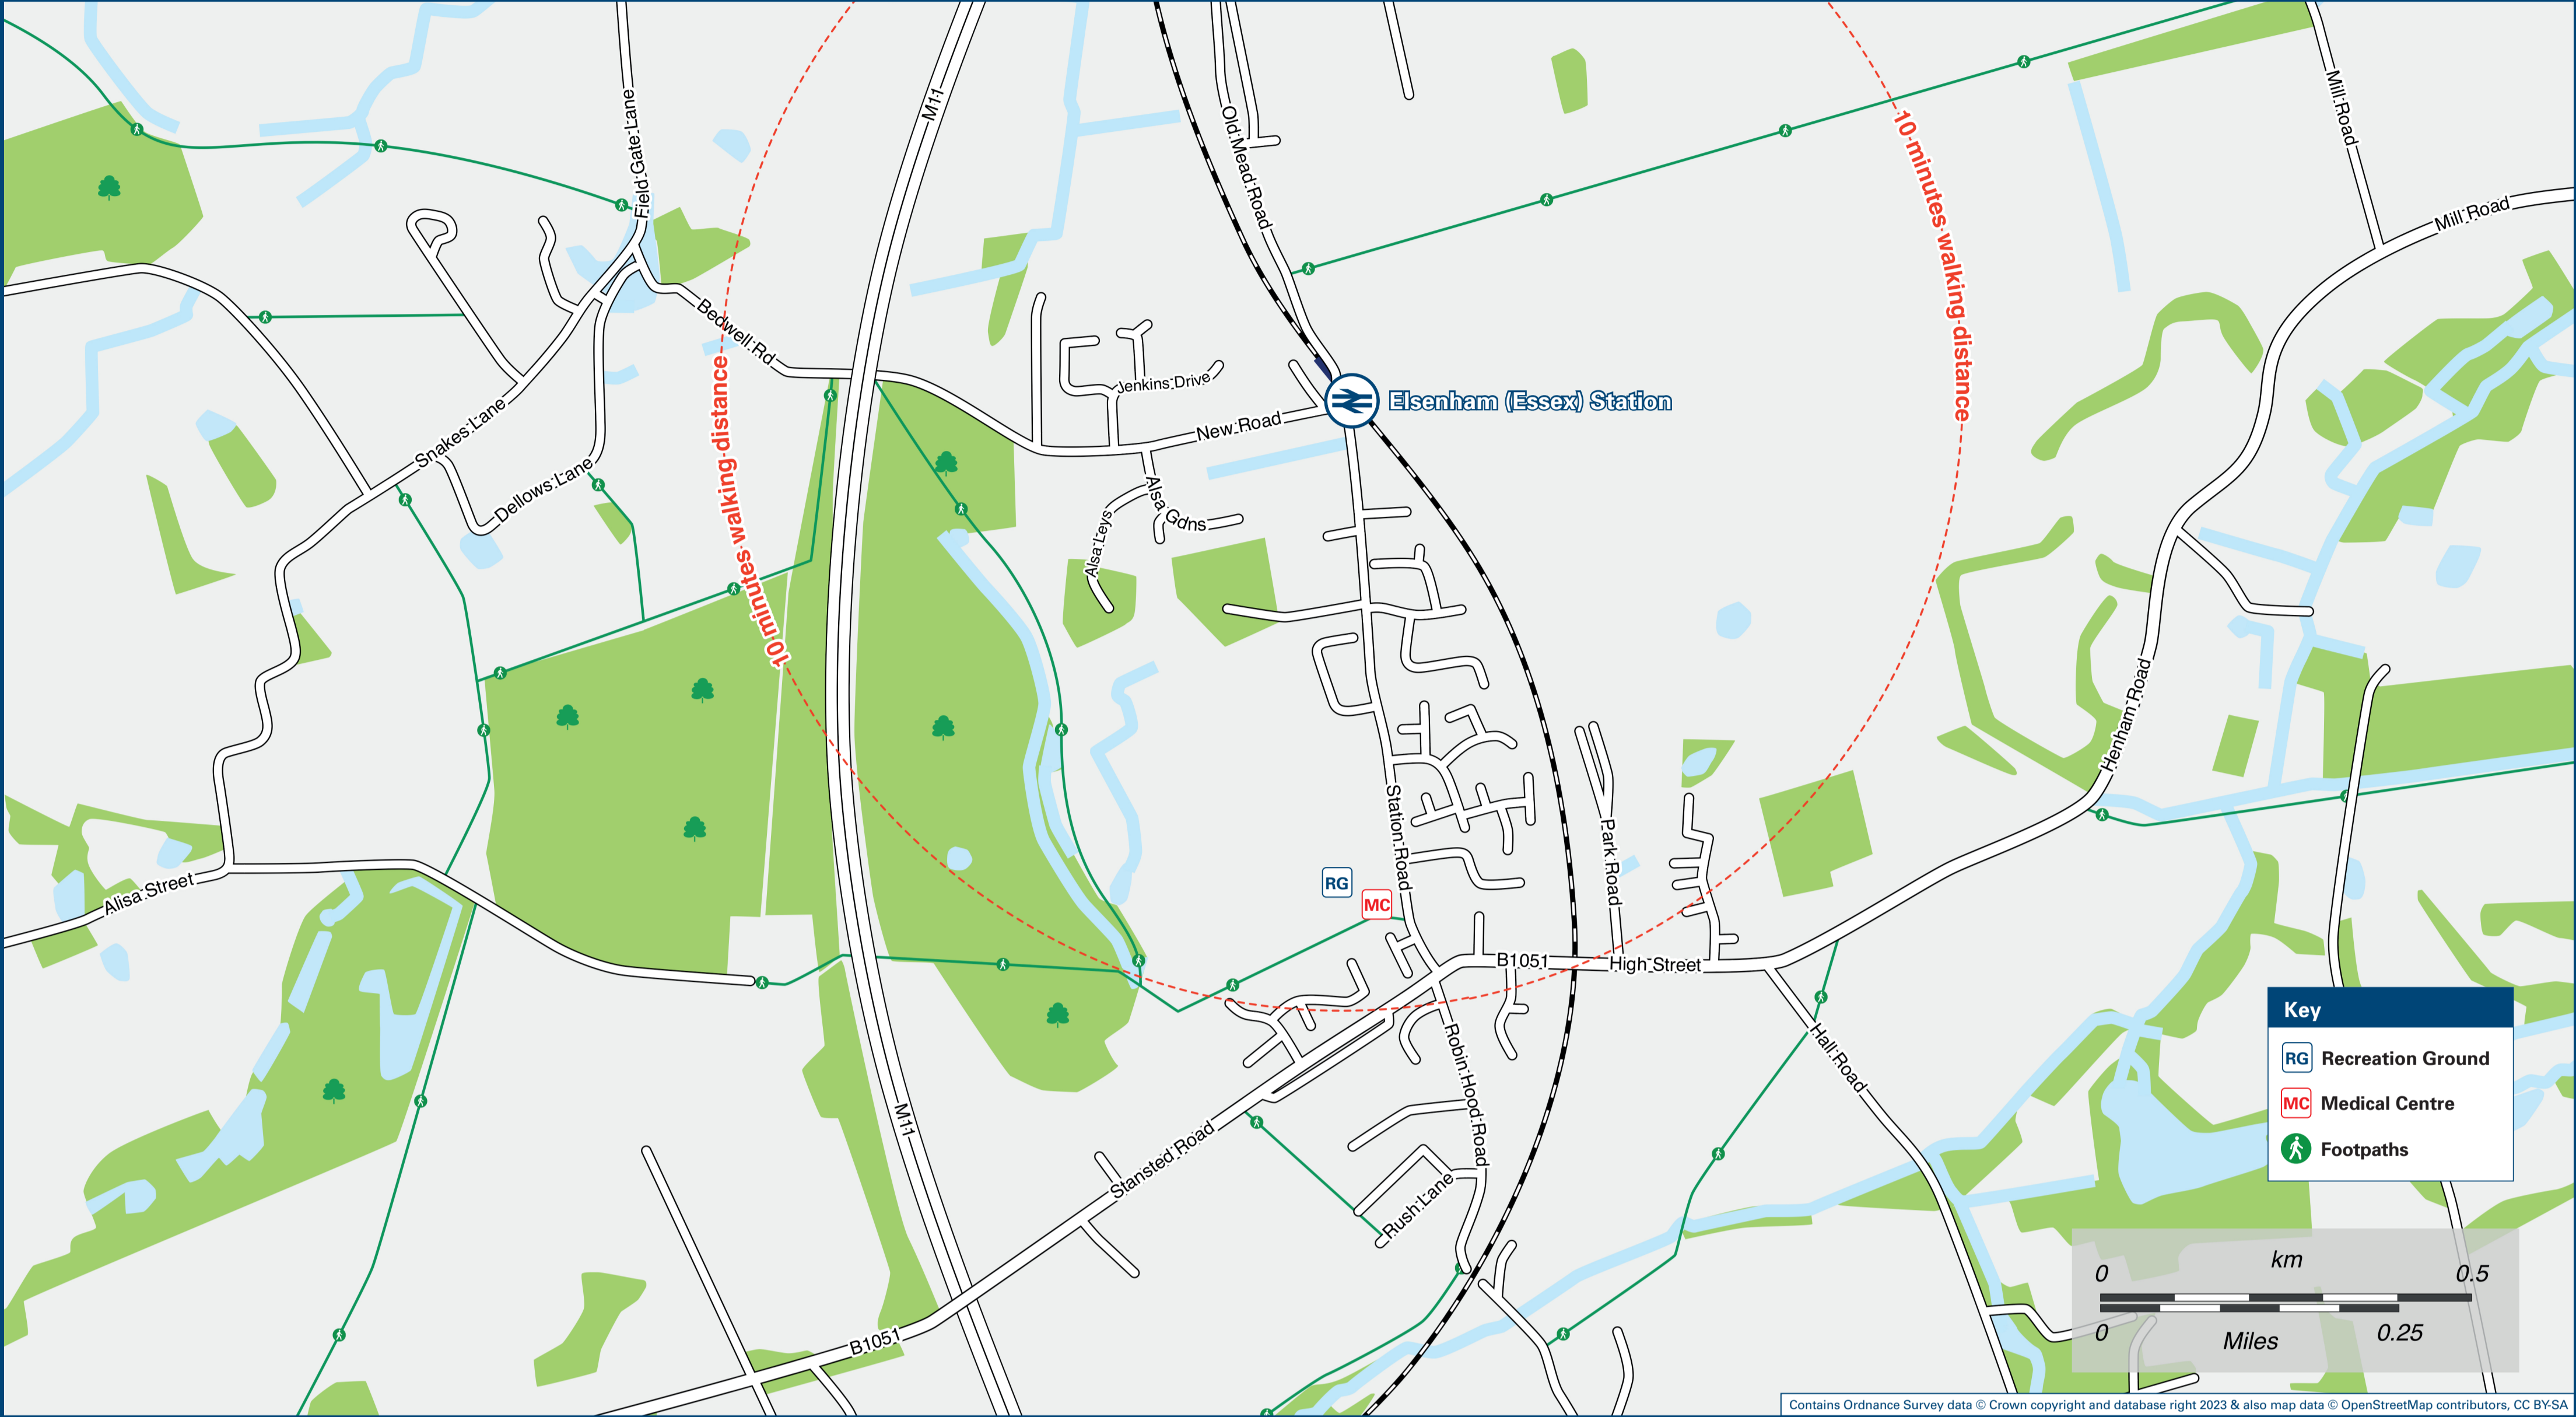 M11
Field Gate Lane
Old Mead Road
Mill Road
Mill Road
10 minutes walking distance
Bedwell Rd
10 minutes walking distance
Jenkins Drive
New Road
Elsenham (Essex) Station
Snakes Lane
Dellows Lane
Alsa Leys
Alsa Gdns
Henham Road
Station Road
Park Road
Alisa Street
RG
MC
B1051
High Street
Hall Road
Robin Hood Road
M11
Stansted Road
Rush Lane
B1051
Key
RG Recreation Ground
MC Medical Centre
Footpaths
km
0 0.5
0 0.25
Miles
Contains Ordnance Survey data © Crown copyright and database right 2023 & also map data © OpenStreetMap contributors, CC BY-SA